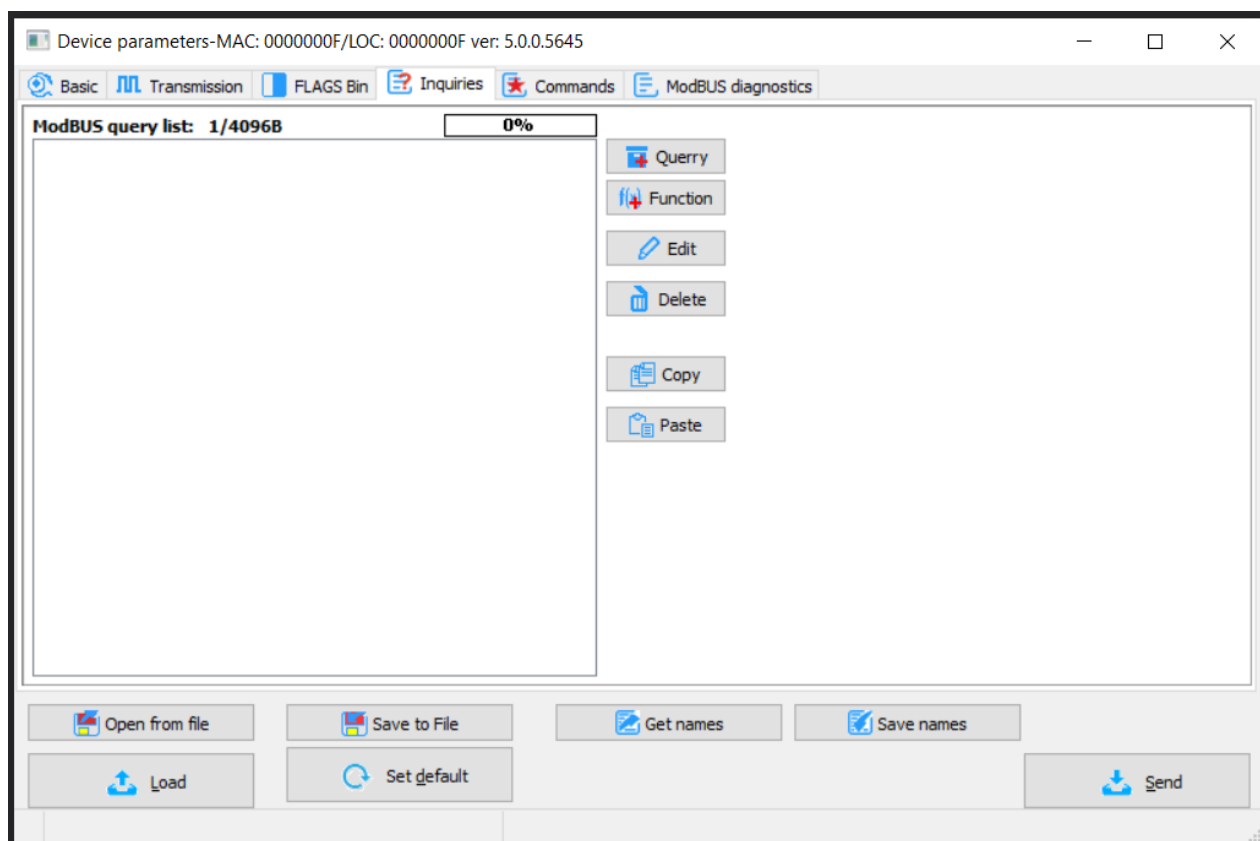 Device parameters-MAC: 0000000F/LOC: 0000000F ver: 5.0.0.5645
Basic Transmission FLAGS Bin Inquiries Commands ModBUS diagnostics
ModBUS query list: 1/4096B 0%
Querry
Function
Edit
Delete
Copy
Paste
Open from file Save to File Get names Save names
Load Set default Send